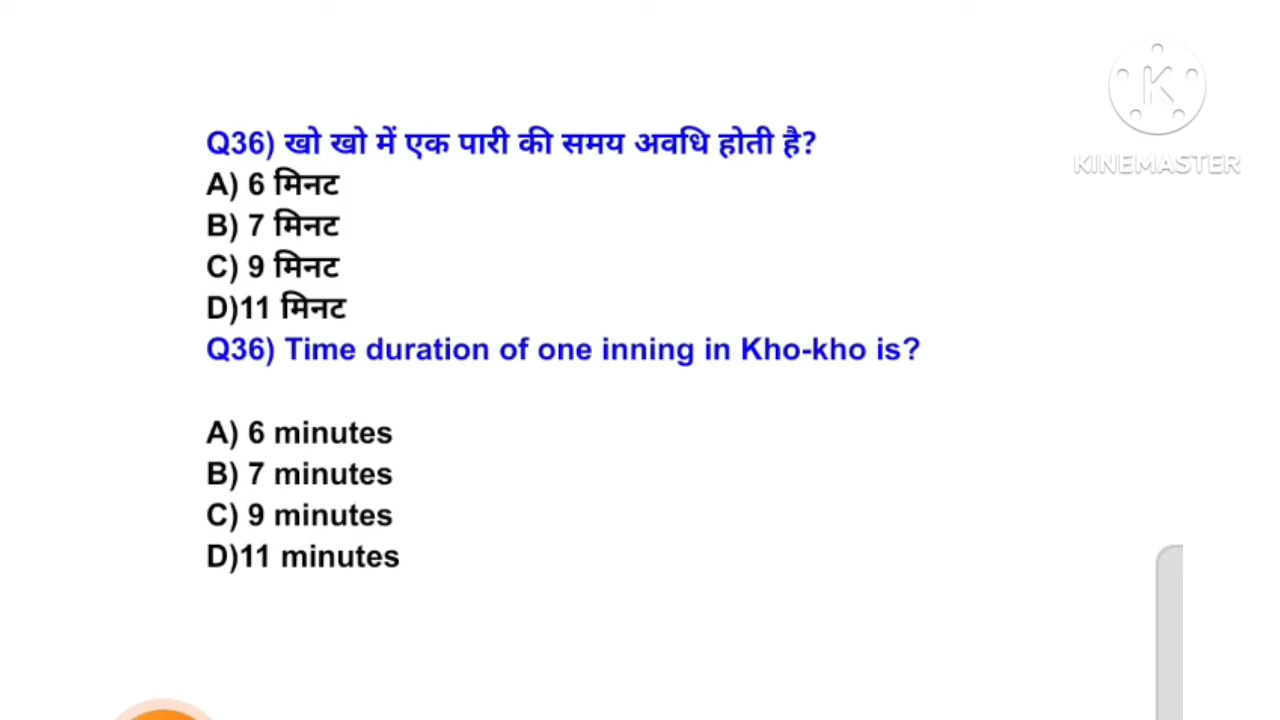 Q36) खो खो में एक पारी की समय अवधि होती है?
A) 6 मिनट
B) 7 मिनट
C) 9 मिनट
D)11 मिनट
Q36) Time duration of one inning in Kho-kho is?
A) 6 minutes
B) 7 minutes
C) 9 minutes
D)11 minutes
K
KINEMASTER